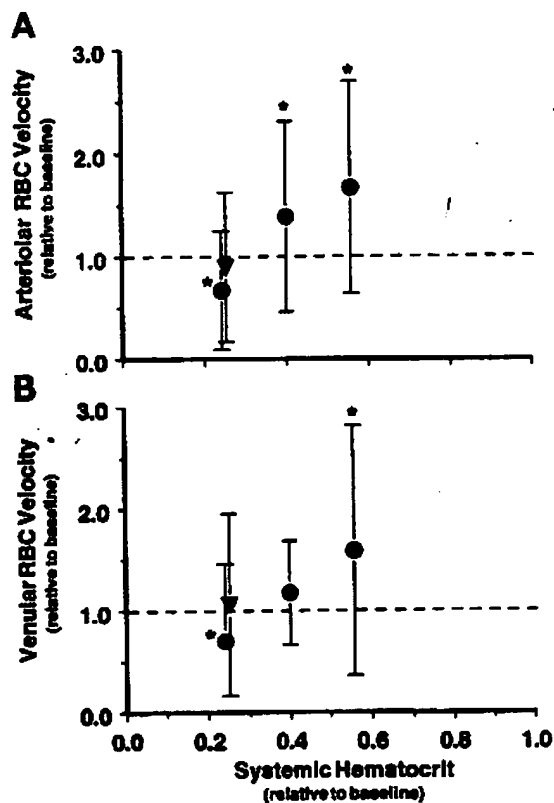 A
3.0
2.0
1.0
0.0
Arteriolar RBC Velocity
(relative to baseline)
*
*
*
B
3.0
2.0
1.0
0.0
Venular RBC Velocity
(relative to baseline)
*
*
0.0 0.2 0.4 0.6 0.8 1.0
Systemic Hematocrit
(relative to baseline)